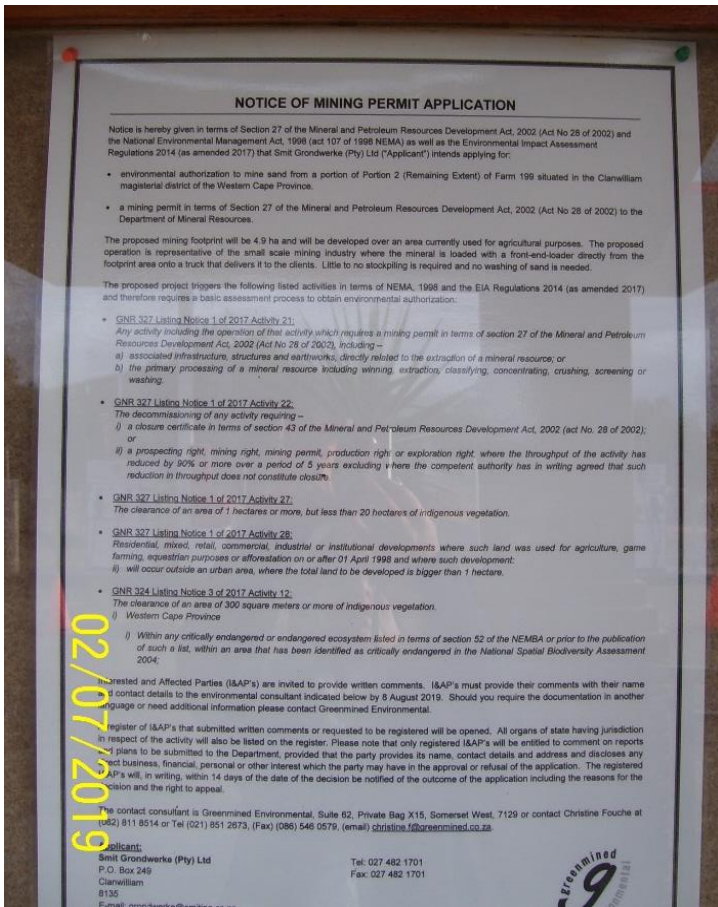 NOTICE OF MINING PERMIT APPLICATION
Notice is hereby given in terms of Section 27 of the Mineral and Petroleum Resources Development Act, 2002 (Act No 28 of 2002) and
the National Environmental Management Act, 1998 (act 107 of 1998 NEMA) as well as the Environmental Impact Assessment
Regulations 2014 (as amended 2017) that Smit Grondwerke (Pty) Ltd ("Applicant") intends applying for:
• environmental authorization to mine sand from a portion of Portion 2 (Remaining Extent) of Farm 199 situated in the Clanwilliam
magisterial district of the Western Cape Province.
• a mining permit in terms of Section 27 of the Mineral and Petroleum Resources Development Act, 2002 (Act No 28 of 2002) to the
Department of Mineral Resources.
The proposed mining footprint will be 4.9 ha and will be developed over an area currently used for agricultural purposes. The proposed
operation is representative of the small scale mining industry where the mineral is loaded with a front-end-loader directly from the
footprint area onto a truck that delivers it to the clients. Little to no stockpiling is required and no washing of sand is needed.
The proposed project triggers the following listed activities in terms of NEMA, 1998 and the EIA Regulations 2014 (as amended 2017)
and therefore requires a basic assessment process to obtain environmental authorization:
• GNR 327 Listing Notice 1 of 2017 Activity 21:
Any activity including the operation of that activity which requires a mining permit in terms of section 27 of the Mineral and Petroleum
Resources Development Act, 2002 (Act No 28 of 2002), including –
a) associated infrastructure, structures and earthworks, directly related to the extraction of a mineral resource; or
b) the primary processing of a mineral resource including winning, extraction, classifying, concentrating, crushing, screening or
washing.
• GNR 327 Listing Notice 1 of 2017 Activity 22:
The decommissioning of any activity requiring –
i) a closure certificate in terms of section 43 of the Mineral and Petroleum Resources Development Act, 2002 (act No. 28 of 2002);
or
ii) a prospecting right, mining right, mining permit, production right or exploration right, where the throughput of the activity has
reduced by 90% or more over a period of 5 years excluding where the competent authority has in writing agreed that such
reduction in throughput does not constitute closure.
• GNR 327 Listing Notice 1 of 2017 Activity 27:
The clearance of an area of 1 hectares or more, but less than 20 hectares of indigenous vegetation.
• GNR 327 Listing Notice 1 of 2017 Activity 28:
Residential, mixed, retail, commercial, industrial or institutional developments where such land was used for agriculture, game
farming, equestrian purposes or afforestation on or after 01 April 1998 and where such development:
ii) will occur outside an urban area, where the total land to be developed is bigger than 1 hectare.
• GNR 324 Listing Notice 3 of 2017 Activity 12:
The clearance of an area of 300 square meters or more of indigenous vegetation.
i) Western Cape Province
i) Within any critically endangered or endangered ecosystem listed in terms of section 52 of the NEMBA or prior to the publication
of such a list, within an area that has been identified as critically endangered in the National Spatial Biodiversity Assessment
2004;
Interested and Affected Parties (I&AP's) are invited to provide written comments. I&AP's must provide their comments with their name
and contact details to the environmental consultant indicated below by 8 August 2019. Should you require the documentation in another
language or need additional information please contact Greenmined Environmental.
register of I&AP's that submitted written comments or requested to be registered will be opened. All organs of state having jurisdiction
in respect of the activity will also be listed on the register. Please note that only registered I&AP's will be entitled to comment on reports
and plans to be submitted to the Department, provided that the party provides its name, contact details and address and discloses any
direct business, financial, personal or other interest which the party may have in the approval or refusal of the application. The registered
I&AP's will, in writing, within 14 days of the date of the decision be notified of the outcome of the application including the reasons for the
decision and the right to appeal.
The contact consultant is Greenmined Environmental, Suite 62, Private Bag X15, Somerset West, 7129 or contact Christine Fouche at
(082) 811 8514 or Tel (021) 851 2673, (Fax) (086) 546 0579, (email) christine.f@greenmined.co.za.
Applicant:
Smit Grondwerke (Pty) Ltd
P.O. Box 249
Clanwilliam
8135
Tel: 027 482 1701
Fax: 027 482 1701
greenmined
02/07/2019